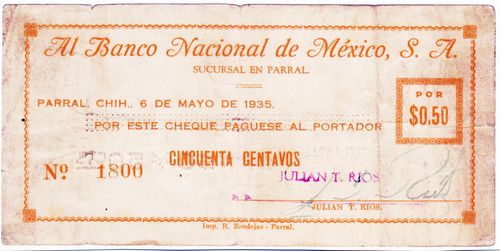 Al Banco Nacional de México, S. A.
SUCURSAL EN PARRAL.
PARRAL, CHIH., 6 DE MAYO DE 1935.
POR
$0.50
POR ESTE CHEQUE PAGUESE AL PORTADOR
CINCUENTA CENTAVOS
No. 1800
JULIAN T. RIOS
P. P.
JULIAN T. RIOS.
Imp. R. Zendejas - Parral.